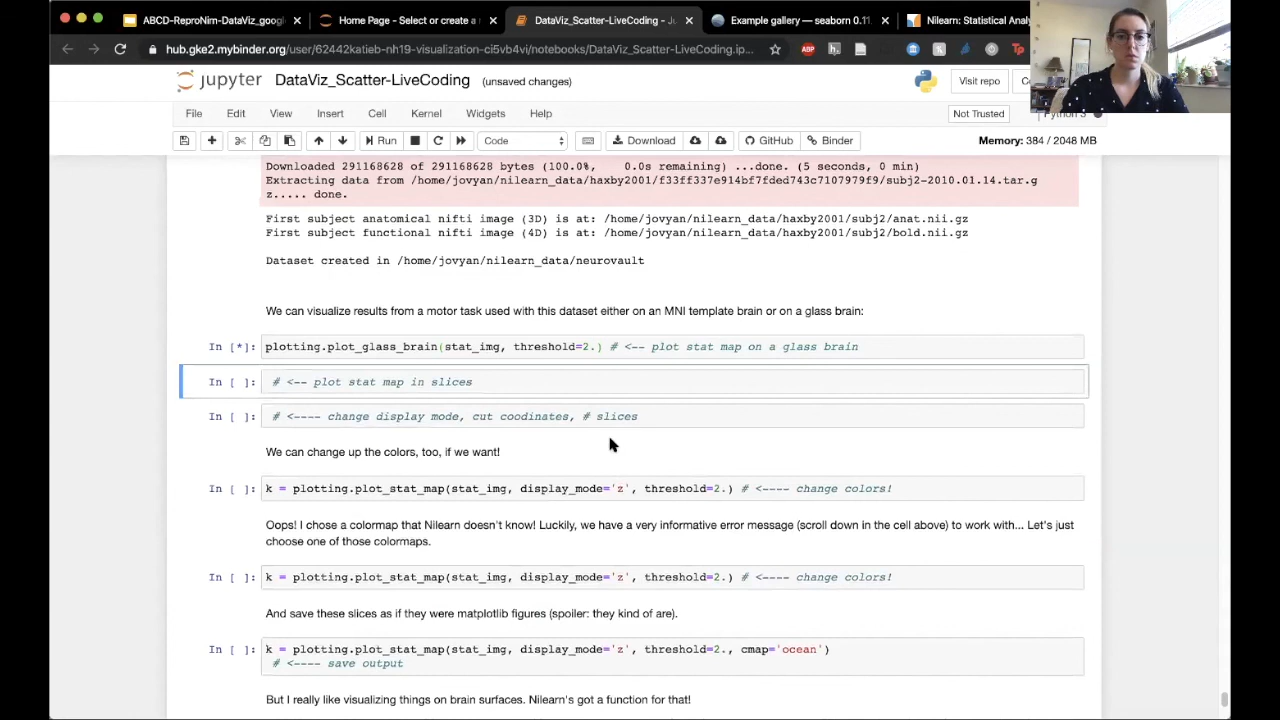 ABCD-ReproNim-DataViz_google
Home Page - Select or create a
DataViz_Scatter-LiveCoding - Ju
Example gallery — seaborn 0.11.
Nilearn: Statistical Analy
hub.gke2.mybinder.org/user/62442katieb-nh19-visualization-ci5vb4vi/notebooks/DataViz_Scatter-LiveCoding.ip...
ABP
jupyter
DataViz_Scatter-LiveCoding
(unsaved changes)
Visit repo
File
Edit
View
Insert
Cell
Kernel
Widgets
Help
Not Trusted
Python 3
Run
Code
Download
GitHub
Binder
Memory: 384 / 2048 MB
Downloaded 291168628 of 291168628 bytes (100.0%,    0.0s remaining) ...done. (5 seconds, 0 min)
Extracting data from /home/jovyan/nilearn_data/haxby2001/f33ff337e914bf7fded743c7107979f9/subj2-2010.01.14.tar.g
z..... done.
First subject anatomical nifti image (3D) is at: /home/jovyan/nilearn_data/haxby2001/subj2/anat.nii.gz
First subject functional nifti image (4D) is at: /home/jovyan/nilearn_data/haxby2001/subj2/bold.nii.gz
Dataset created in /home/jovyan/nilearn_data/neurovault
We can visualize results from a motor task used with this dataset either on an MNI template brain or on a glass brain:
In [*]: plotting.plot_glass_brain(stat_img, threshold=2.) # <-- plot stat map on a glass brain
In [ ]: # <-- plot stat map in slices
In [ ]: # <---- change display mode, cut coodinates, # slices
We can change up the colors, too, if we want!
In [ ]: k = plotting.plot_stat_map(stat_img, display_mode='z', threshold=2.) # <---- change colors!
Oops! I chose a colormap that Nilearn doesn't know! Luckily, we have a very informative error message (scroll down in the cell above) to work with... Let's just
choose one of those colormaps.
In [ ]: k = plotting.plot_stat_map(stat_img, display_mode='z', threshold=2.) # <---- change colors!
And save these slices as if they were matplotlib figures (spoiler: they kind of are).
In [ ]: k = plotting.plot_stat_map(stat_img, display_mode='z', threshold=2., cmap='ocean')
# <---- save output
But I really like visualizing things on brain surfaces. Nilearn's got a function for that!